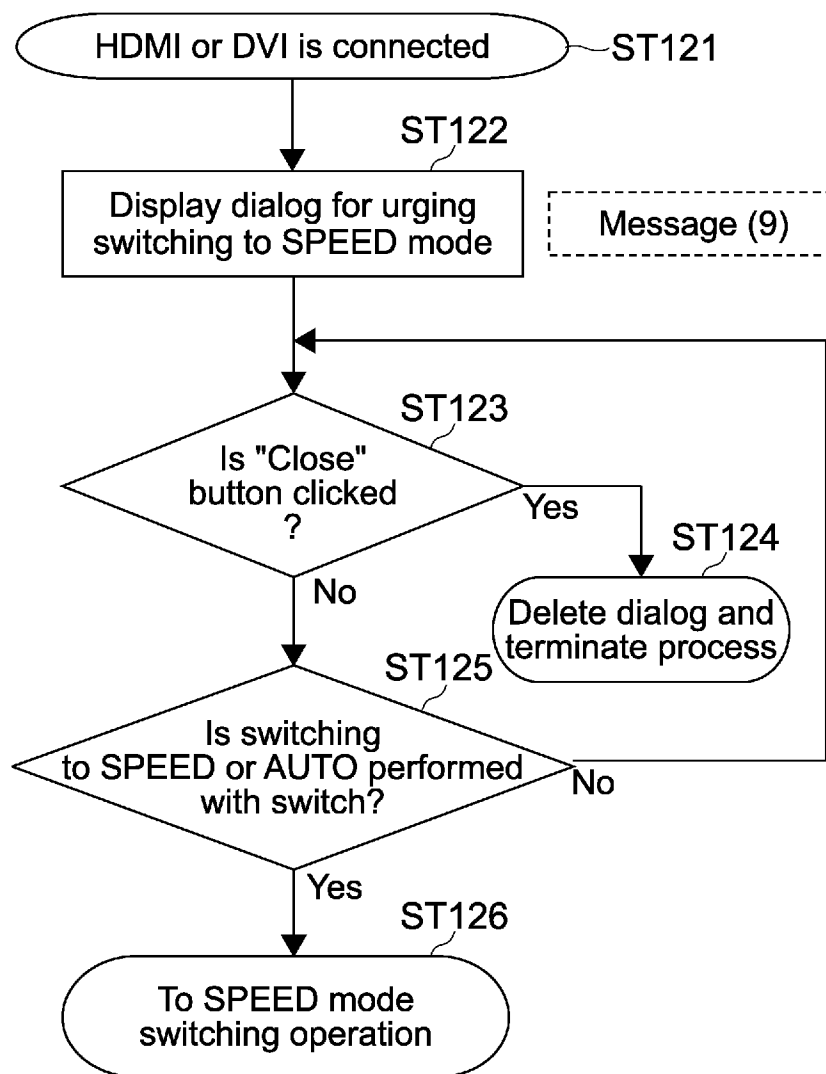 HDMI or DVI is connected
ST121
ST122
Display dialog for urging
switching to SPEED mode
Message (9)
ST123
Is "Close"
button clicked
?
Yes
No
ST124
Delete dialog and
terminate process
ST125
Is switching
to SPEED or AUTO performed
with switch?
No
Yes
ST126
To SPEED mode
switching operation